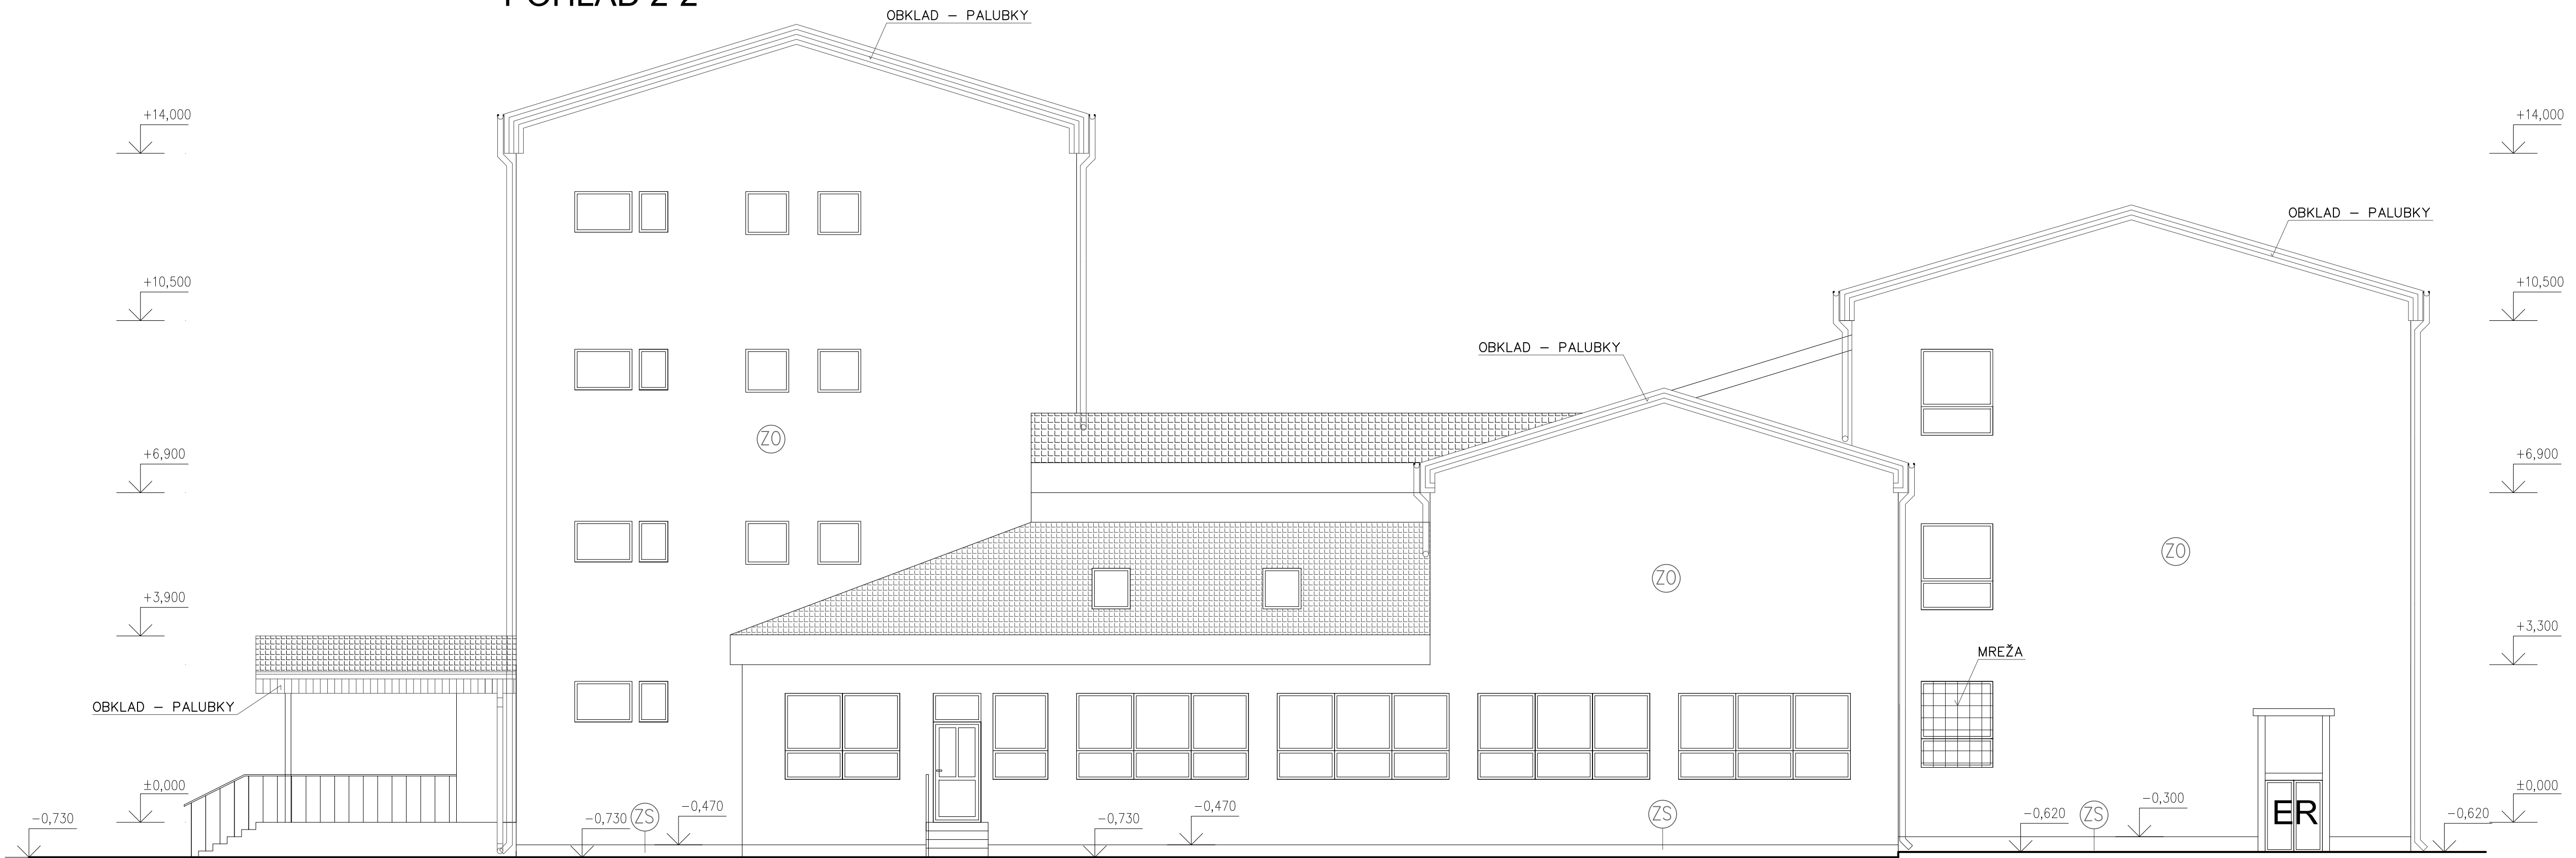 OBKLAD – PALUBKY
+14,000
+14,000
OBKLAD – PALUBKY
+10,500
+10,500
OBKLAD – PALUBKY
ZO
+6,900
+6,900
ZO
ZO
+3,900
+3,300
MREŽA
OBKLAD – PALUBKY
±0,000
±0,000
-0,730
-0,730
ZS
-0,470
-0,730
-0,470
ZS
-0,620
ZS
-0,300
ER
-0,620